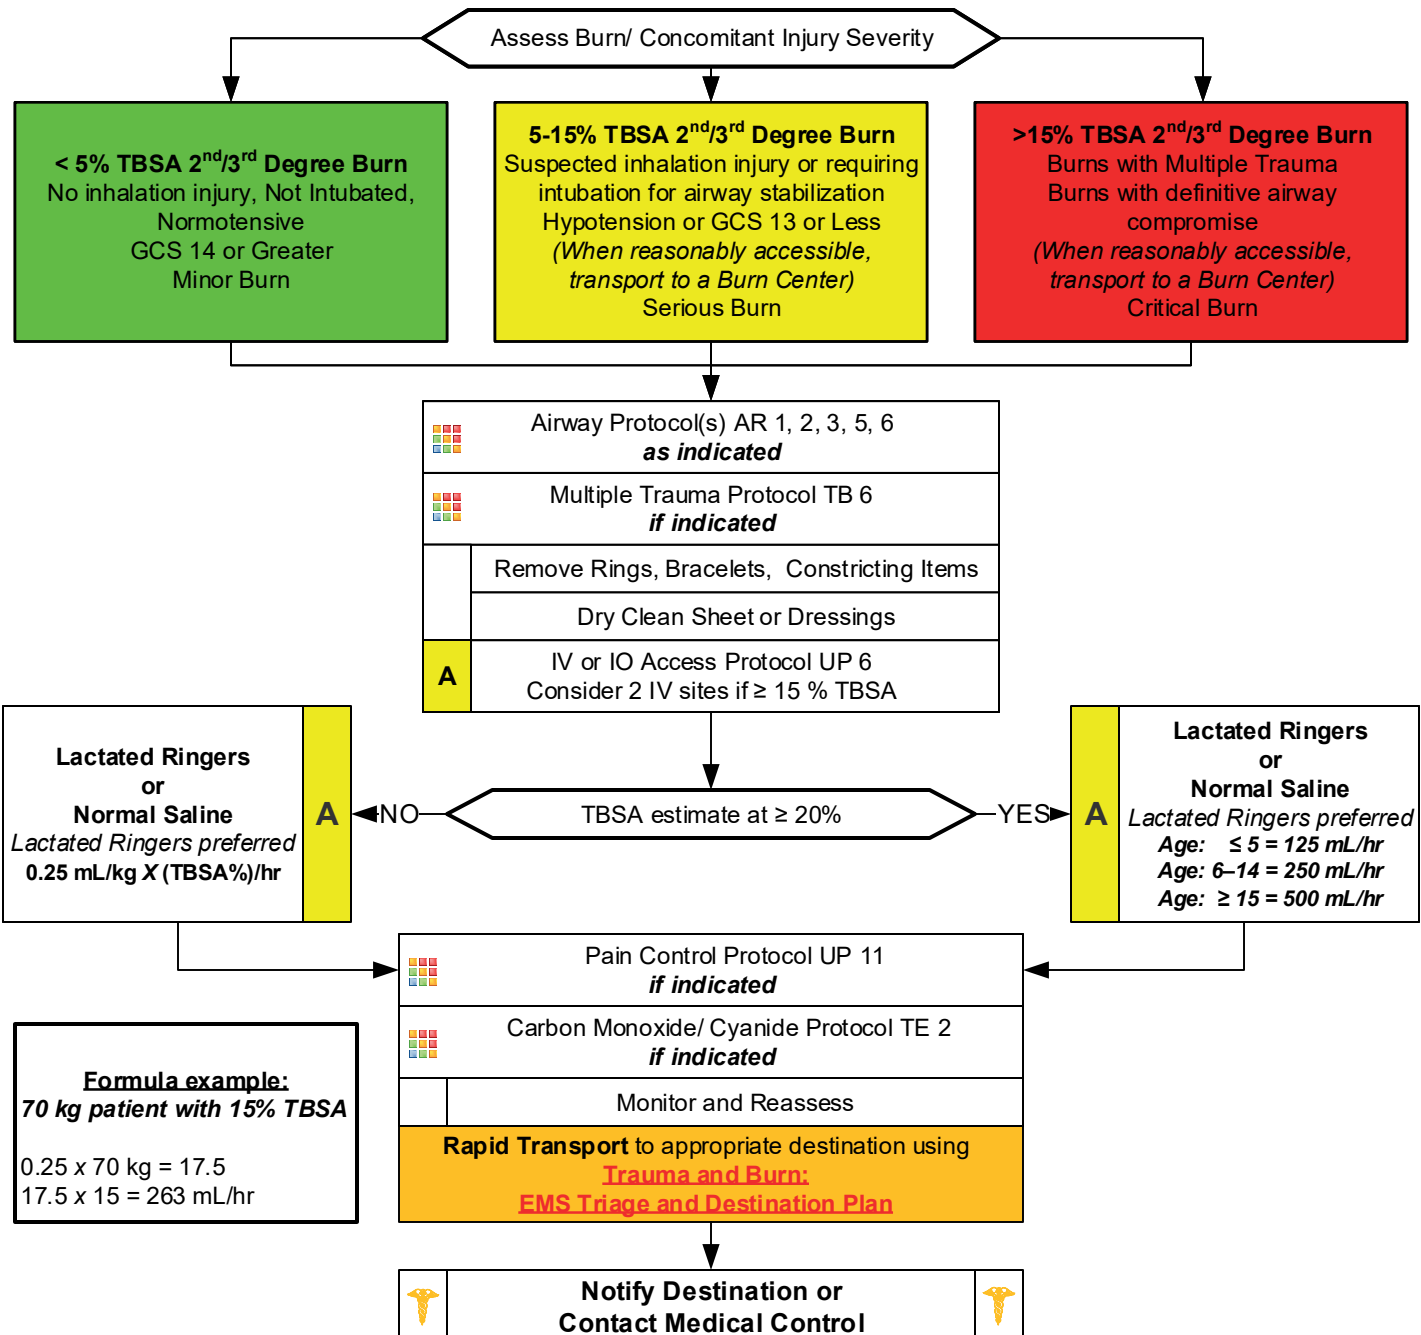 Assess Burn/ Concomitant Injury Severity
< 5% TBSA 2nd/3rd Degree Burn
No inhalation injury, Not Intubated,
Normotensive
GCS 14 or Greater
Minor Burn
5-15% TBSA 2nd/3rd Degree Burn
Suspected inhalation injury or requiring
intubation for airway stabilization
Hypotension or GCS 13 or Less
(When reasonably accessible,
transport to a Burn Center)
Serious Burn
>15% TBSA 2nd/3rd Degree Burn
Burns with Multiple Trauma
Burns with definitive airway
compromise
(When reasonably accessible,
transport to a Burn Center)
Critical Burn
Airway Protocol(s) AR 1, 2, 3, 5, 6
as indicated
Multiple Trauma Protocol TB 6
if indicated
Remove Rings, Bracelets, Constricting Items
Dry Clean Sheet or Dressings
A
IV or IO Access Protocol UP 6
Consider 2 IV sites if ≥ 15 % TBSA
TBSA estimate at ≥ 20%
NO
YES
Lactated Ringers
or
Normal Saline
Lactated Ringers preferred
0.25 mL/kg X (TBSA%)/hr
A
A
Lactated Ringers
or
Normal Saline
Lactated Ringers preferred
Age: ≤ 5 = 125 mL/hr
Age: 6–14 = 250 mL/hr
Age: ≥ 15 = 500 mL/hr
Pain Control Protocol UP 11
if indicated
Carbon Monoxide/ Cyanide Protocol TE 2
if indicated
Monitor and Reassess
Rapid Transport to appropriate destination using
Trauma and Burn:
EMS Triage and Destination Plan
Formula example:
70 kg patient with 15% TBSA
0.25 x 70 kg = 17.5
17.5 x 15 = 263 mL/hr
Notify Destination or
Contact Medical Control